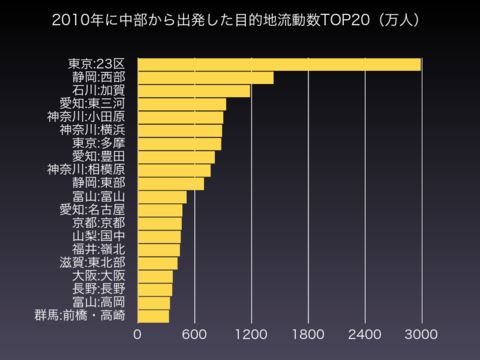 2010年に中部から出発した目的地流動数TOP20（万人）
東京:23区
静岡:西部
石川:加賀
愛知:東三河
神奈川:小田原
神奈川:横浜
東京:多摩
愛知:豊田
神奈川:相模原
静岡:東部
富山:富山
愛知:名古屋
京都:京都
山梨:国中
福井:嶺北
滋賀:東北部
大阪:大阪
長野:長野
富山:高岡
群馬:前橋・高崎
0 600 1200 1800 2400 3000